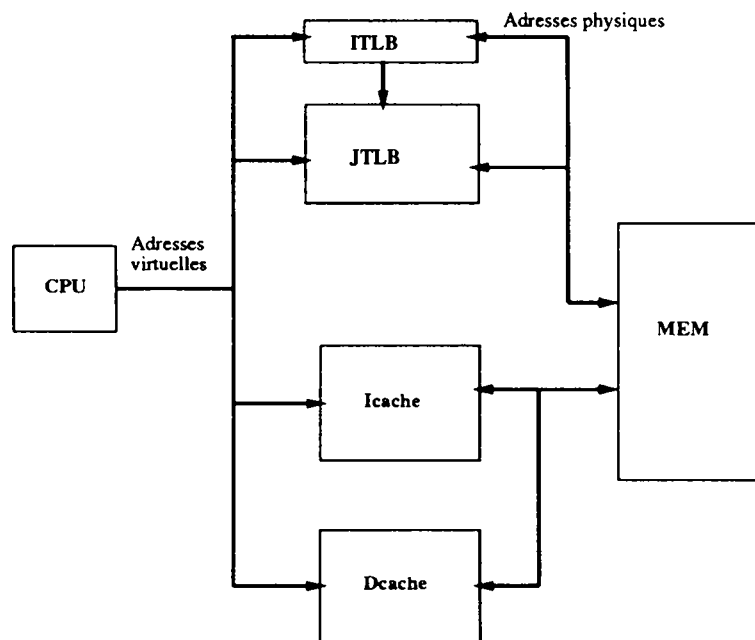 Adresses physiques
ITLB
JTLB
Adresses
virtuelles
CPU
MEM
Icache
Dcache